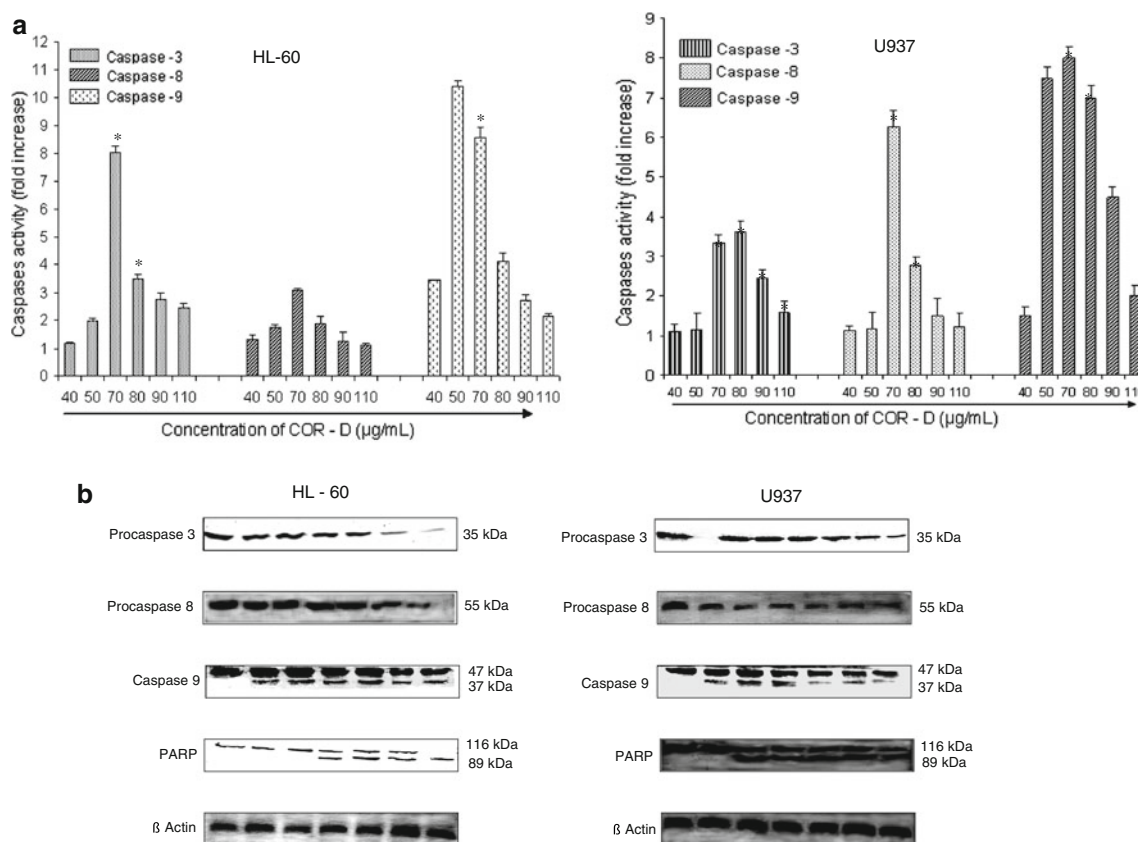 a
HL-60
Caspase -3
Caspase -8
Caspase -9
Caspases activity (fold increase)
12
11
10
9
8
7
6
5
4
3
2
1
0
*
*
*
40 50 70 80 90 110 40 50 70 80 90 110 40 50 70 80 90 110
Concentration of COR - D (µg/mL)
U937
Caspase -3
Caspase -8
Caspase -9
Caspases activity (fold increase)
9
8
7
6
5
4
3
2
1
0
40 50 70 80 90 110 40 50 70 80 90 110 40 50 70 80 90 11
Concentration of COR - D (µg/mL)
b
HL - 60
Procaspase 3 35 kDa
Procaspase 8 55 kDa
Caspase 9 47 kDa
37 kDa
PARP 116 kDa
89 kDa
ß Actin
U937
Procaspase 3 35 kDa
Procaspase 8 55 kDa
Caspase 9 47 kDa
37 kDa
PARP 116 kDa
89 kDa
ß Actin